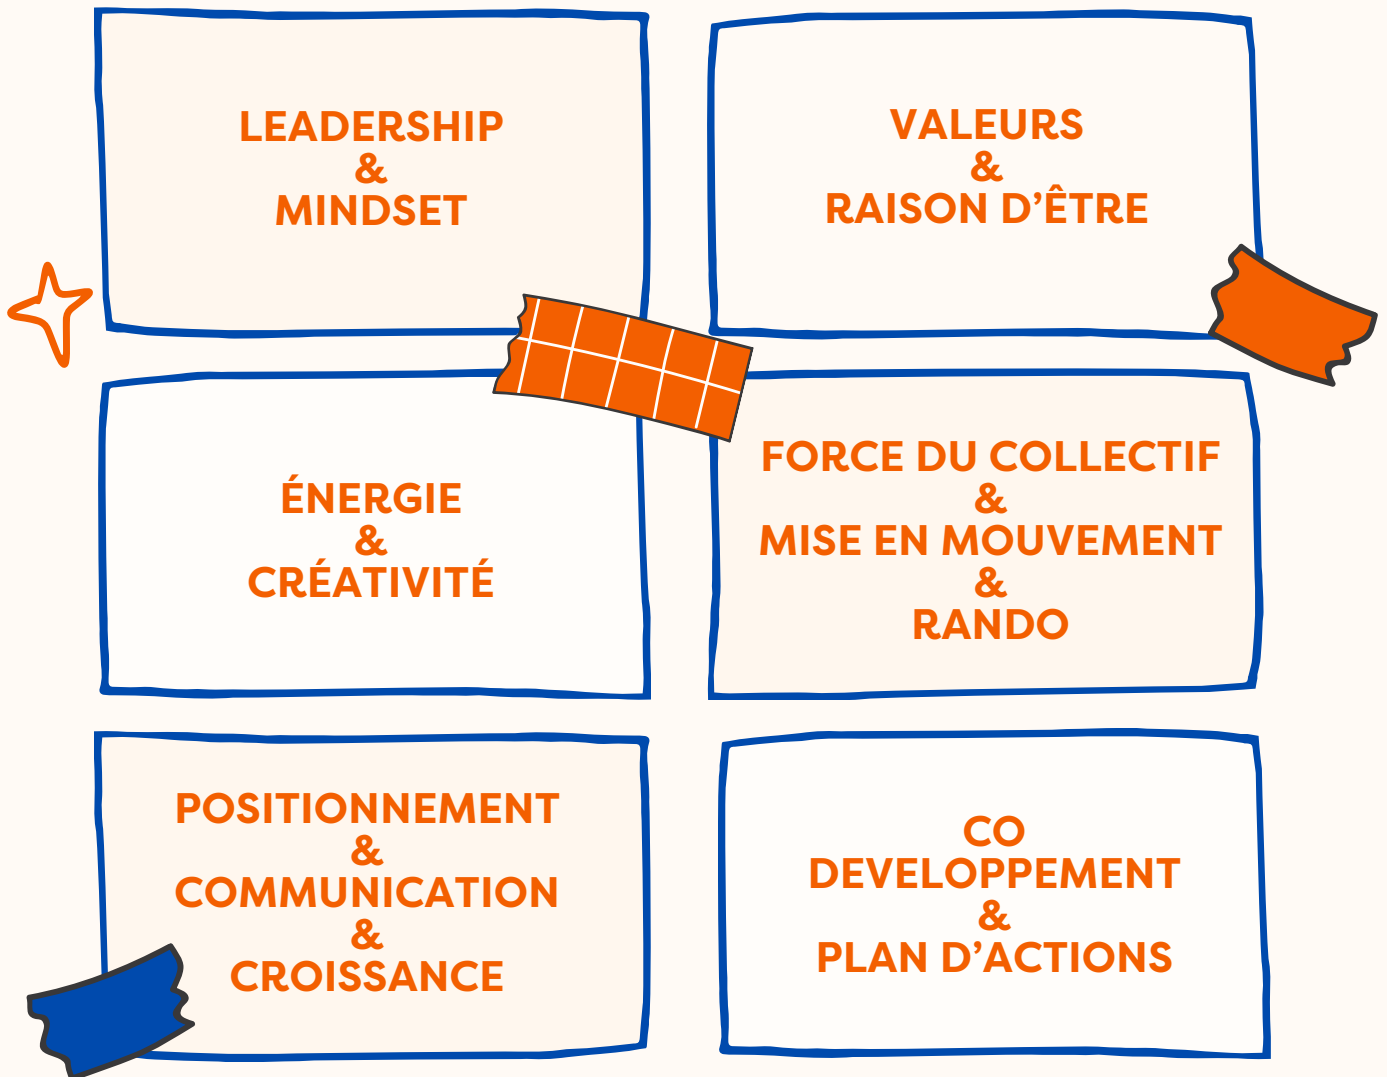 LEADERSHIP
&
MINDSET
VALEURS
&
RAISON D'ÊTRE
ÉNERGIE
&
CRÉATIVITÉ
FORCE DU COLLECTIF
&
MISE EN MOUVEMENT
&
RANDO
POSITIONNEMENT
&
COMMUNICATION
&
CROISSANCE
CO
DEVELOPPEMENT
&
PLAN D'ACTIONS